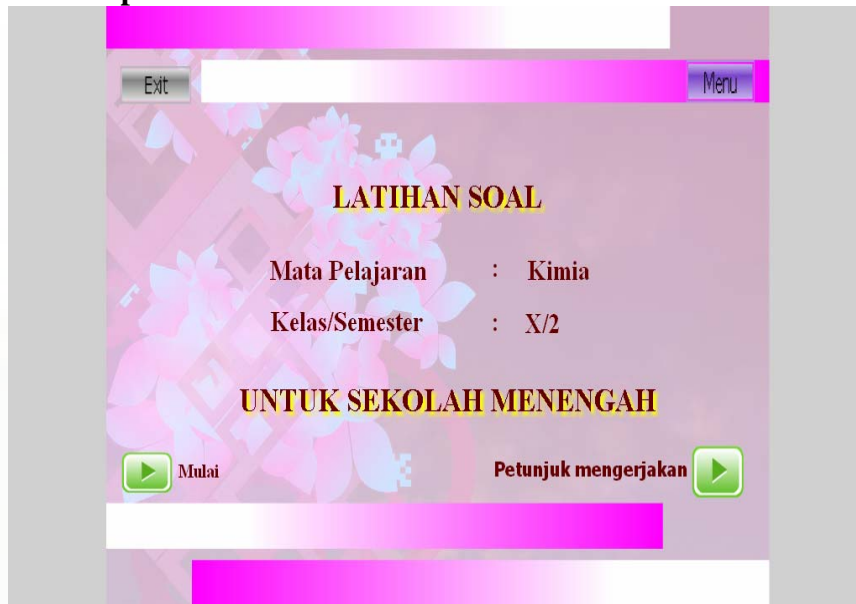 Exit
Menu
LATIHAN SOAL
Mata Pelajaran : Kimia
Kelas/Semester : X/2
UNTUK SEKOLAH MENENGAH
Mulai
Petunjuk mengerjakan